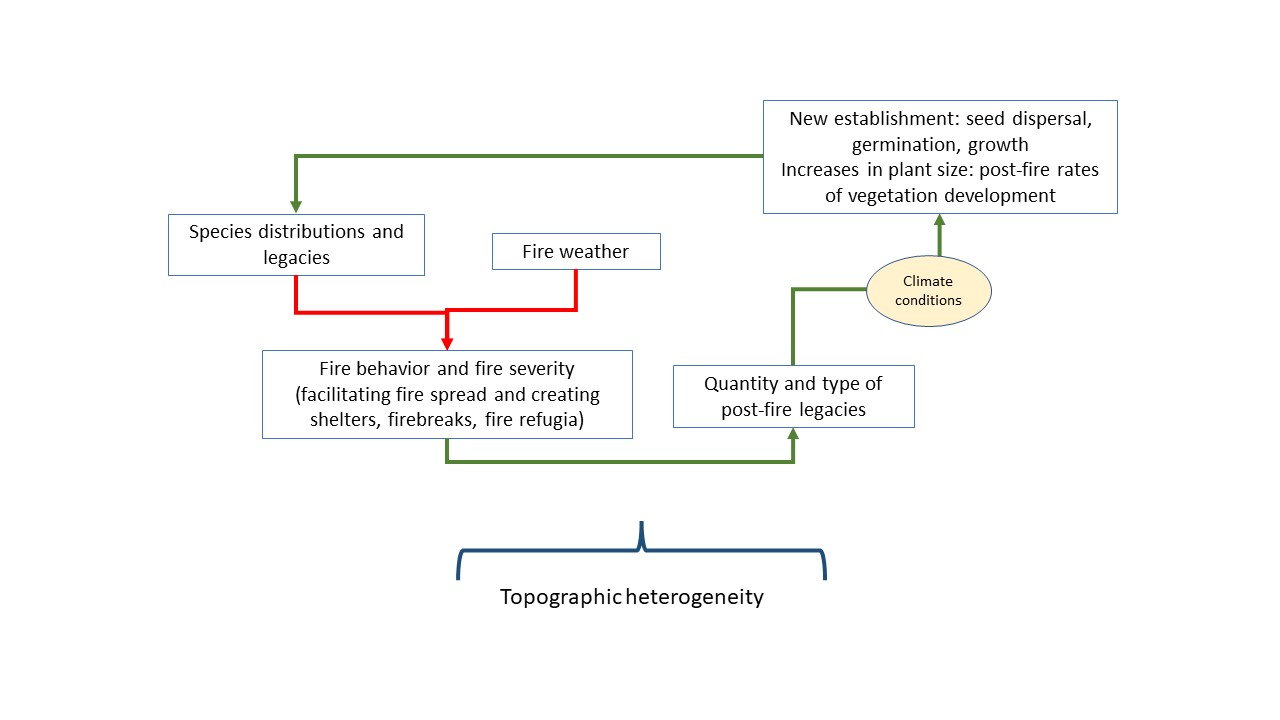 New establishment: seed dispersal,
germination, growth
Increases in plant size: post-fire rates
of vegetation development
Species distributions and
legacies
Fire weather
Climate
conditions
Fire behavior and fire severity
(facilitating fire spread and creating
shelters, firebreaks, fire refugia)
Quantity and type of
post-fire legacies
Topographic heterogeneity